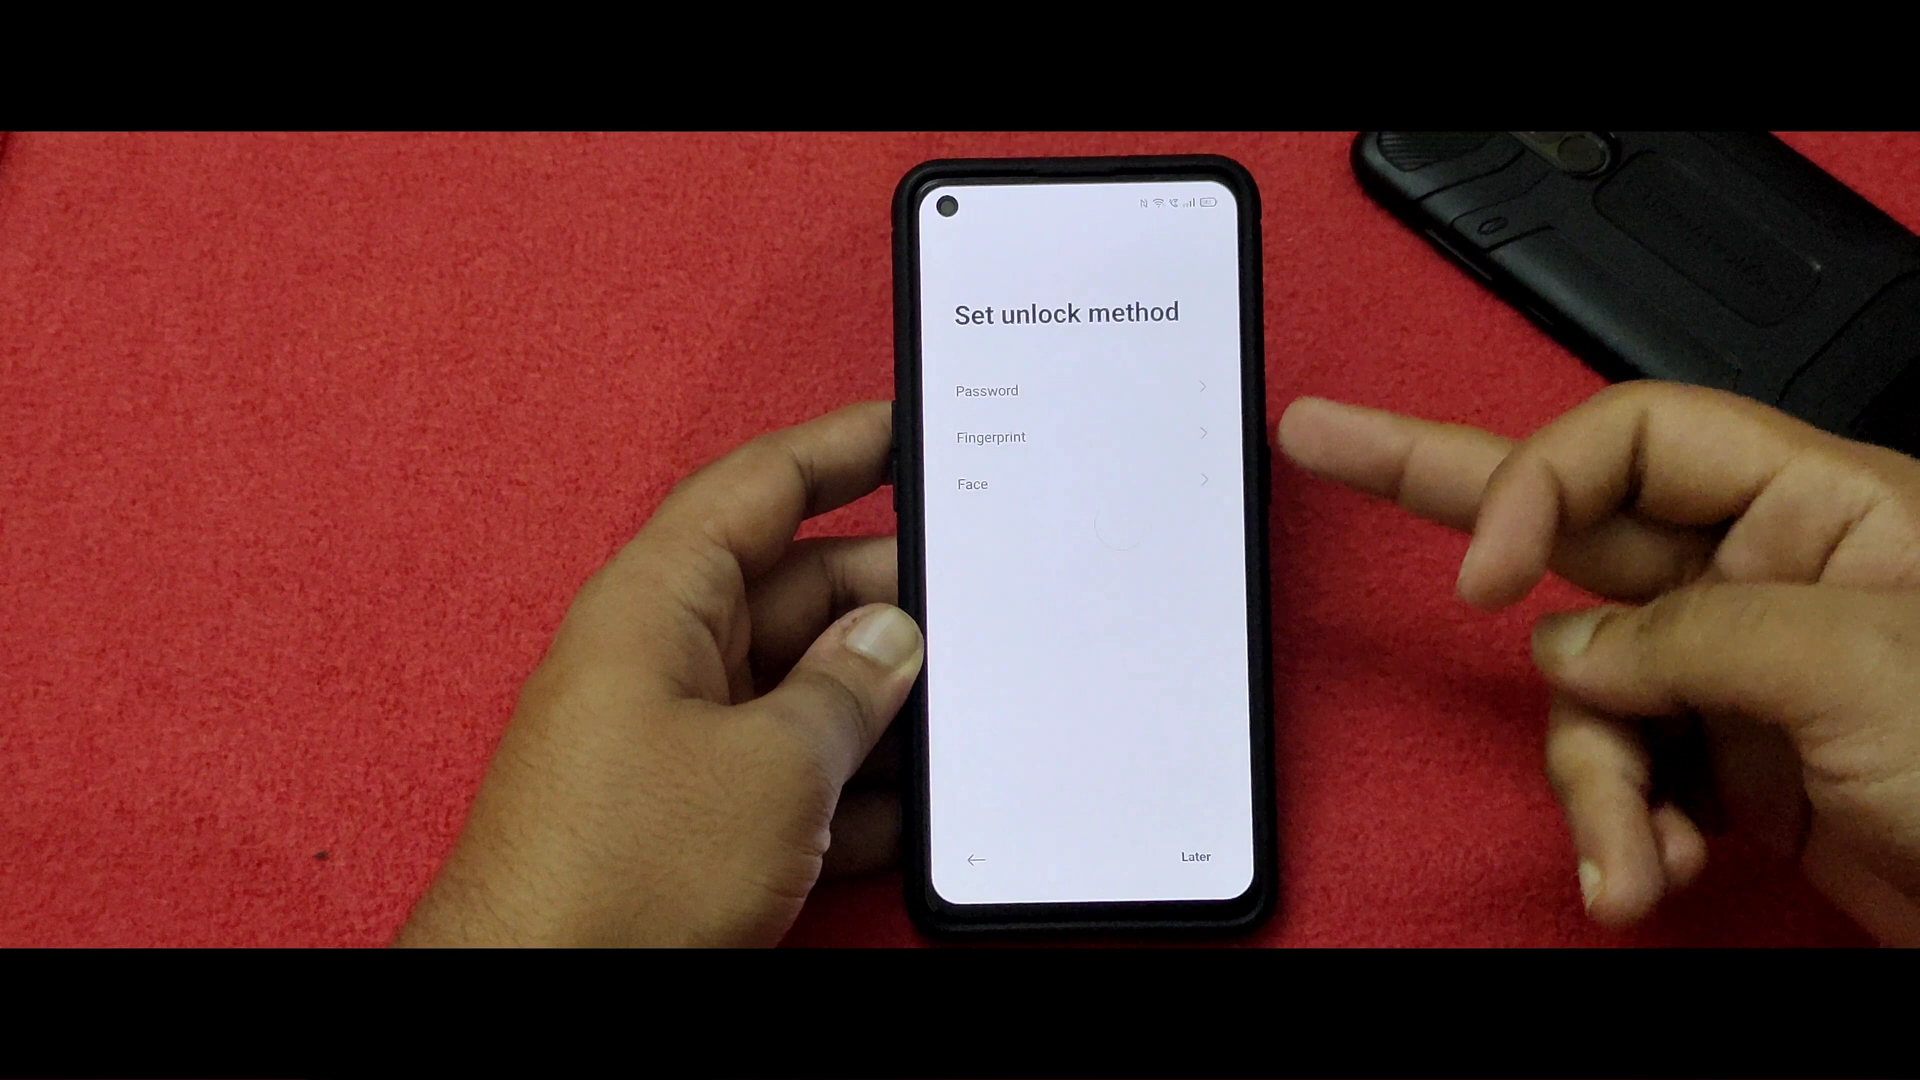 Set unlock method
Password
Fingerprint
Face
Later